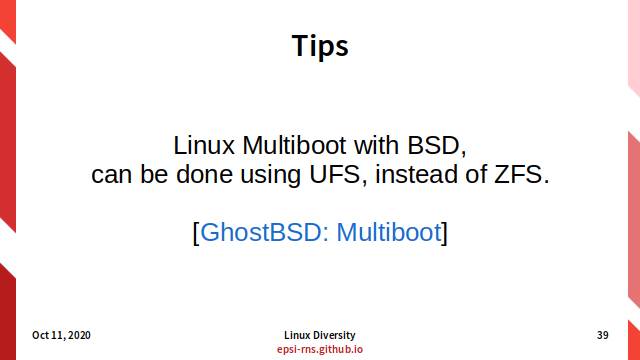 Tips
Linux Multiboot with BSD,
can be done using UFS, instead of ZFS.
[GhostBSD: Multiboot]
Oct 11, 2020
Linux Diversity
39
epsi-rns.github.io